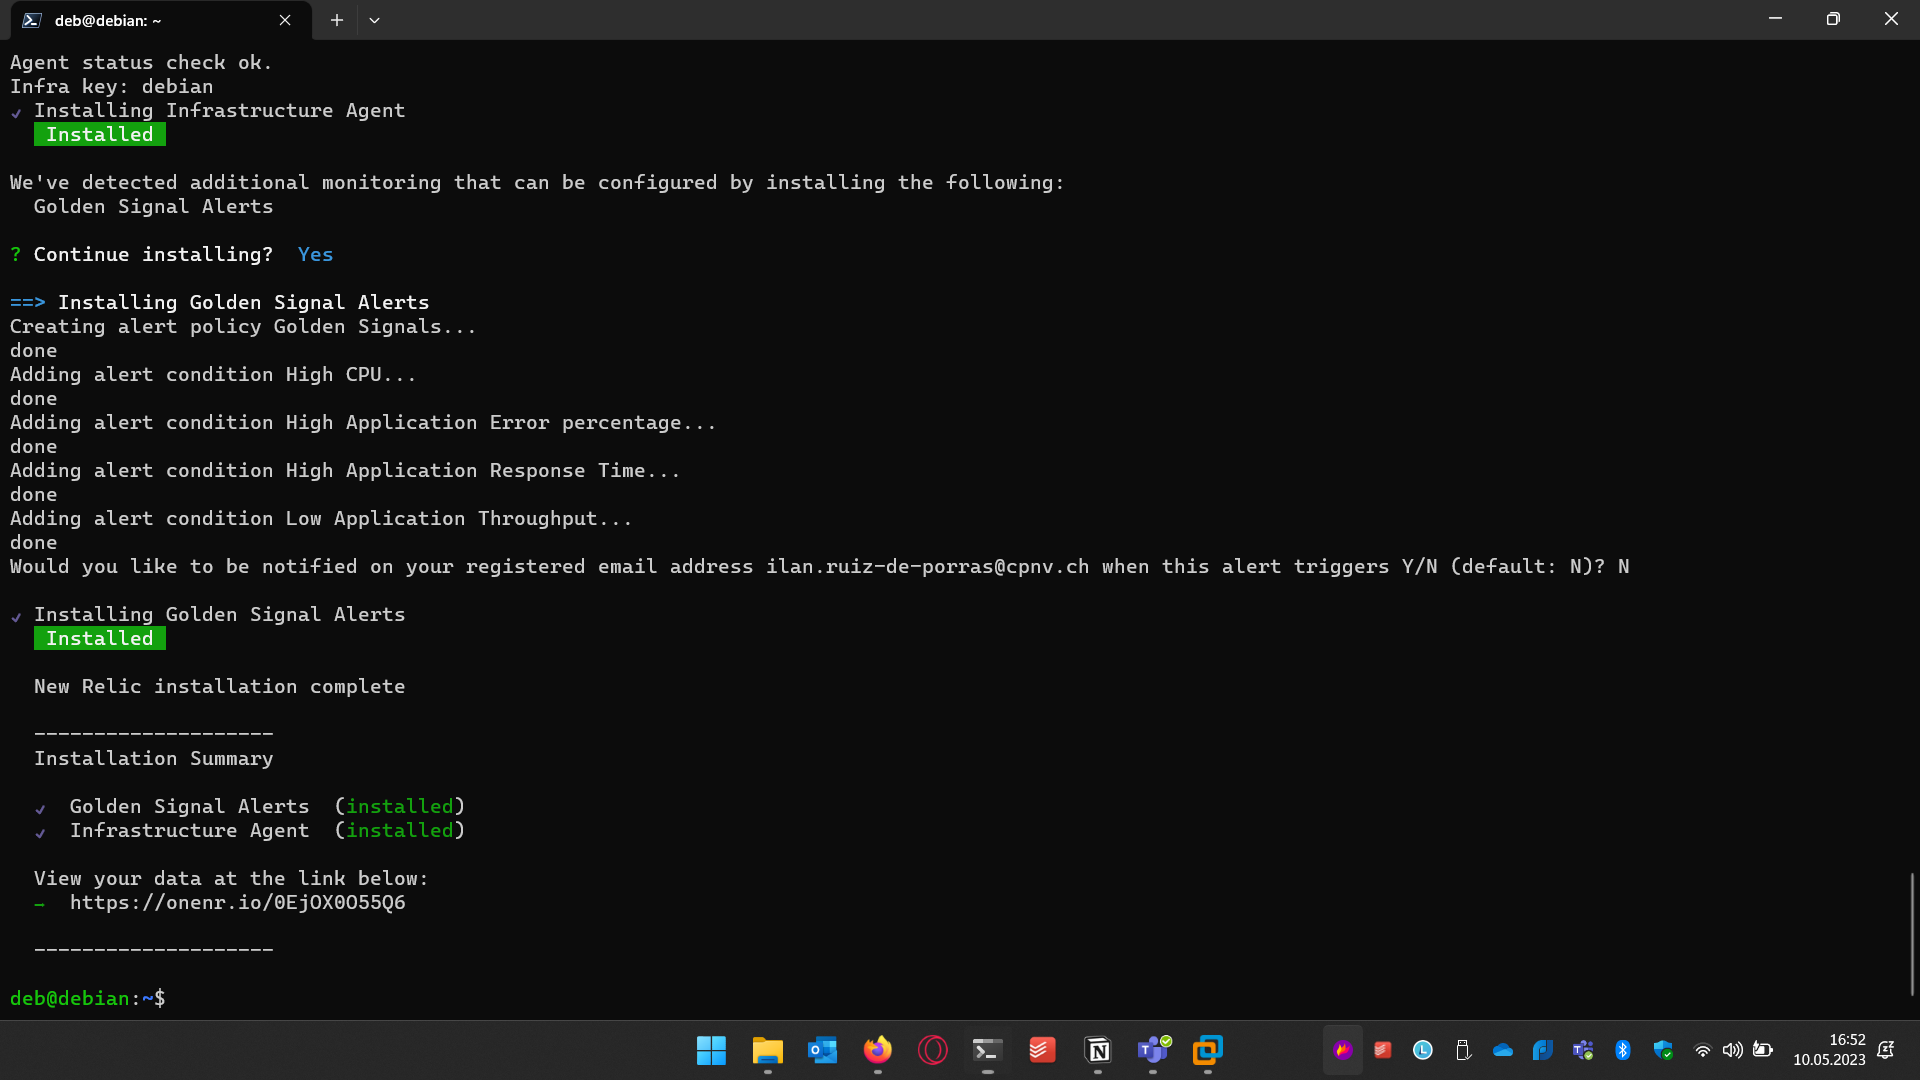 deb@debian: ~
Agent status check ok.
Infra key: debian
✓ Installing Infrastructure Agent
Installed
We've detected additional monitoring that can be configured by installing the following:
Golden Signal Alerts
? Continue installing? Yes
==> Installing Golden Signal Alerts
Creating alert policy Golden Signals...
done
Adding alert condition High CPU...
done
Adding alert condition High Application Error percentage...
done
Adding alert condition High Application Response Time...
done
Adding alert condition Low Application Throughput...
done
Would you like to be notified on your registered email address ilan.ruiz-de-porras@cpnv.ch when this alert triggers Y/N (default: N)? N
✓ Installing Golden Signal Alerts
Installed
New Relic installation complete
--------------------
Installation Summary
✓ Golden Signal Alerts (installed)
✓ Infrastructure Agent (installed)
View your data at the link below:
→ https://onenr.io/0EjOX0O55Q6
--------------------
deb@debian:~$
16:52
10.05.2023